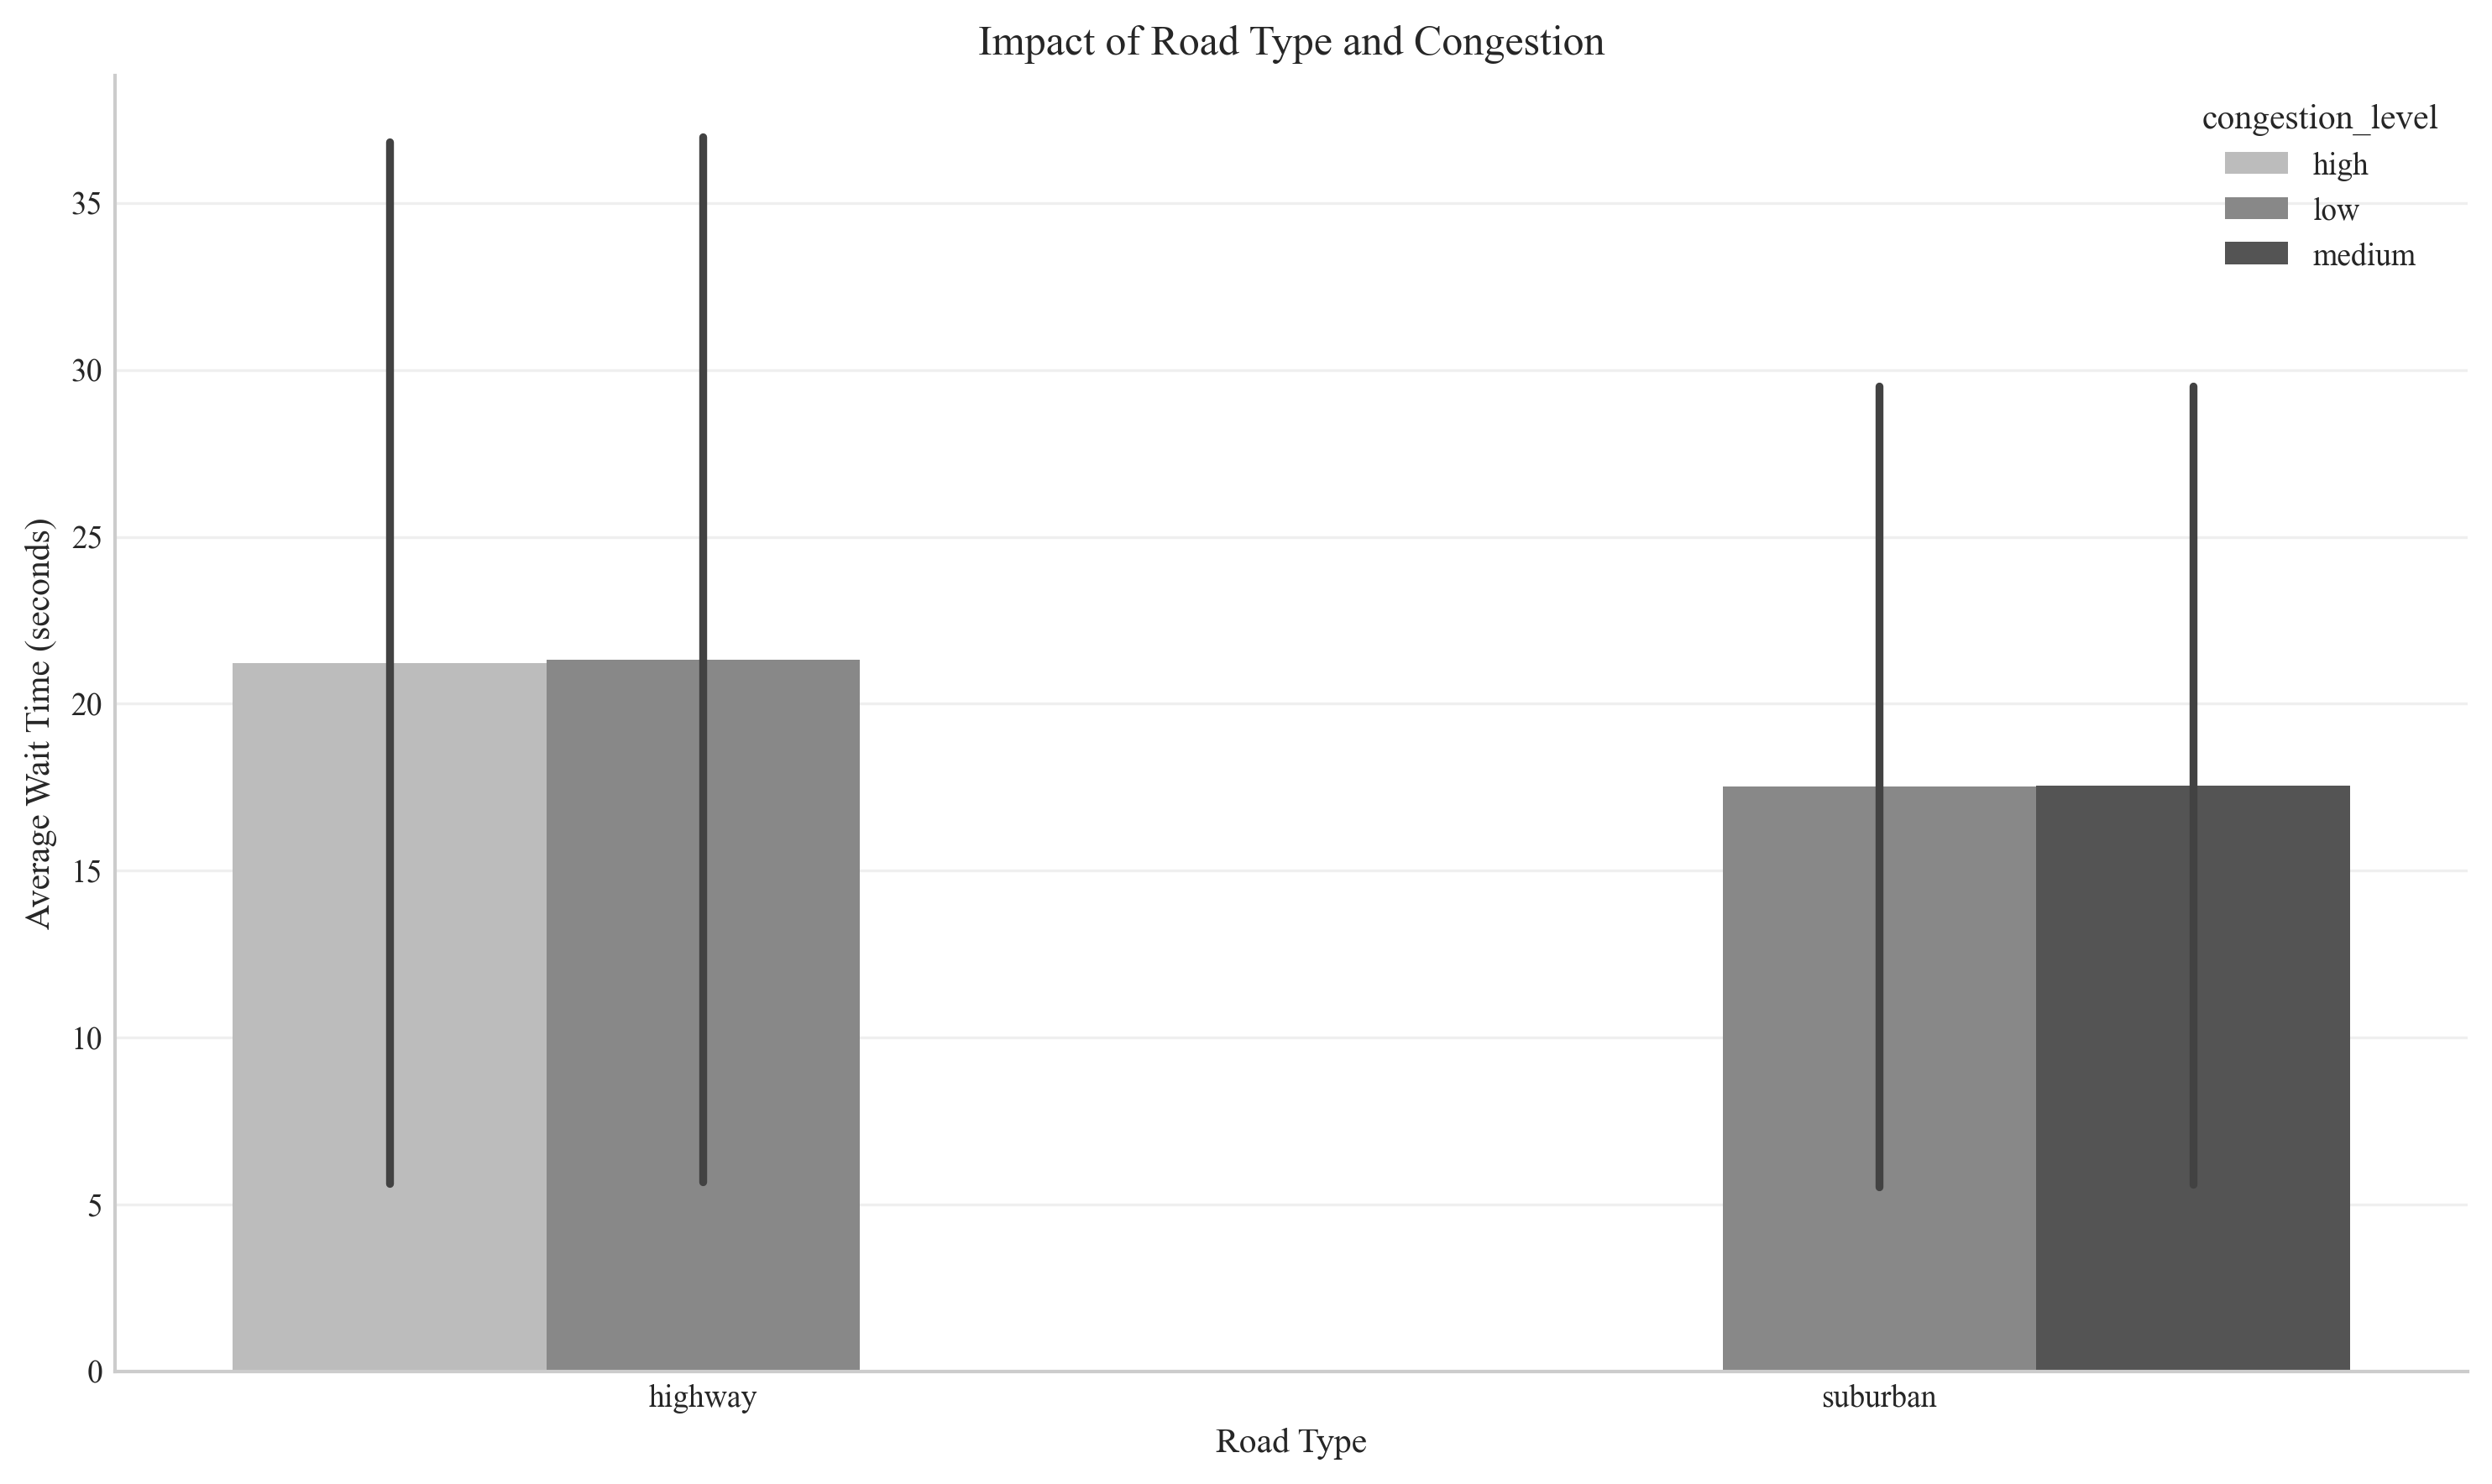 Impact of Road Type and Congestion
congestion_level
high
low
medium
Average Wait Time (seconds)
35
30
25
20
15
10
5
0
highway
suburban
Road Type